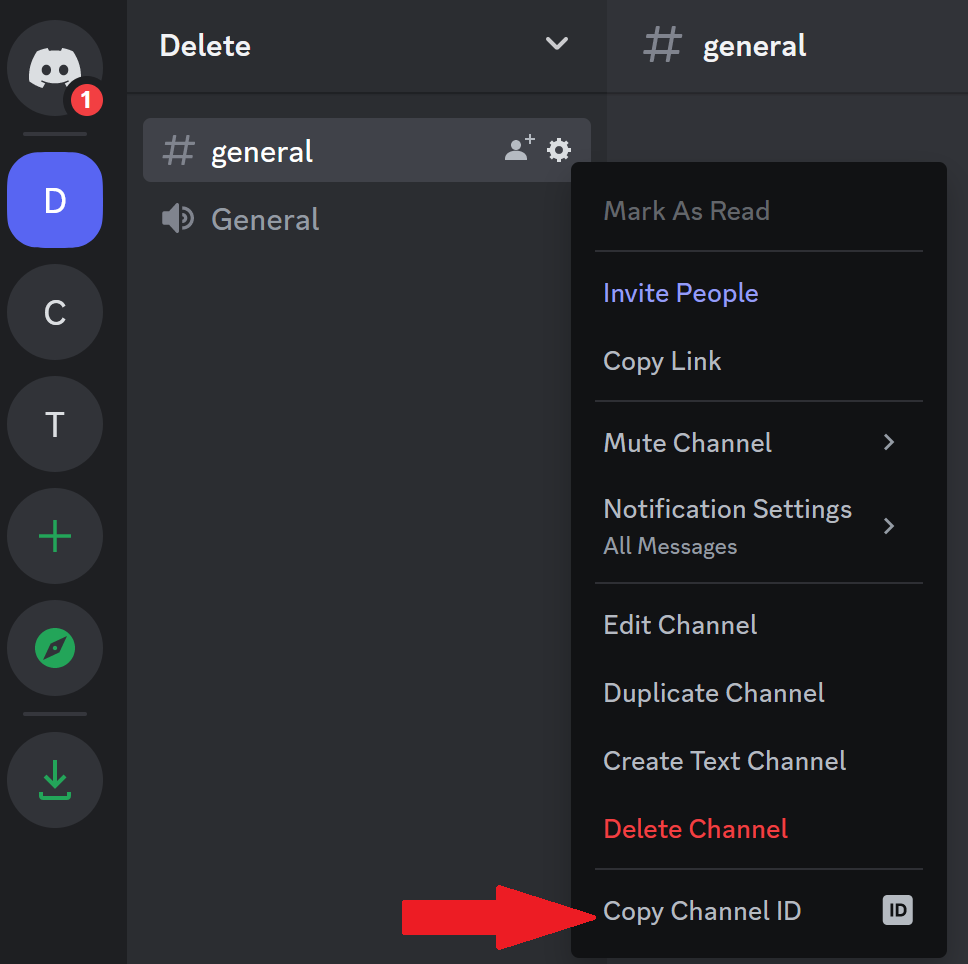 1
D
C
T
Delete
general
General
general
Mark As Read
Invite People
Copy Link
Mute Channel
Notification Settings
All Messages
Edit Channel
Duplicate Channel
Create Text Channel
Delete Channel
Copy Channel ID
ID